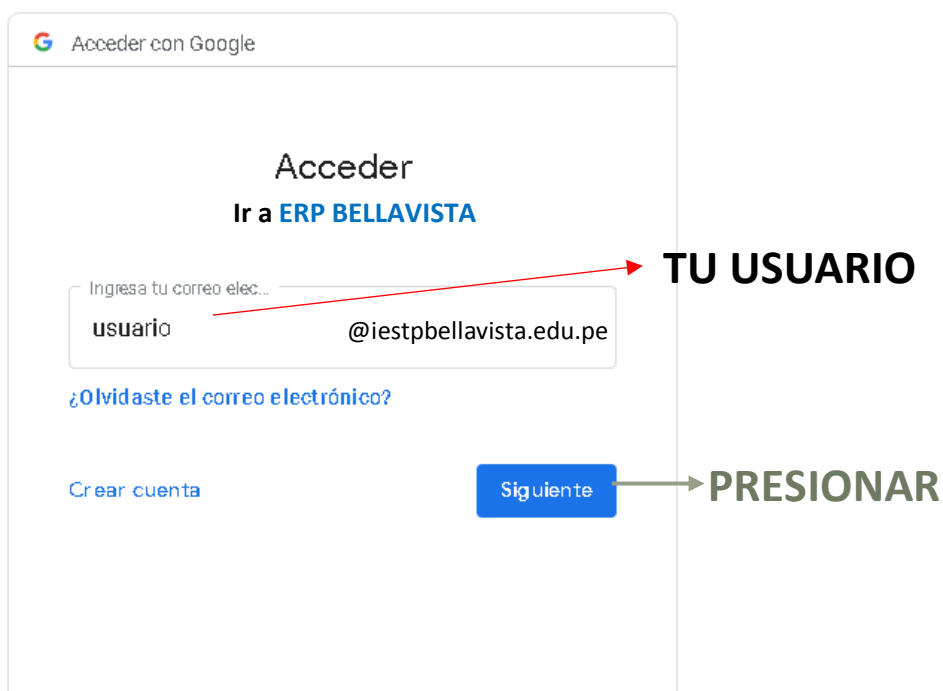 Acceder con Google
Acceder
Ir a ERP BELLAVISTA
TU USUARIO
Ingresa tu correo elec...
usuario @iestpbellavista.edu.pe
¿Olvidaste el correo electrónico?
Crear cuenta
Siguiente
PRESIONAR